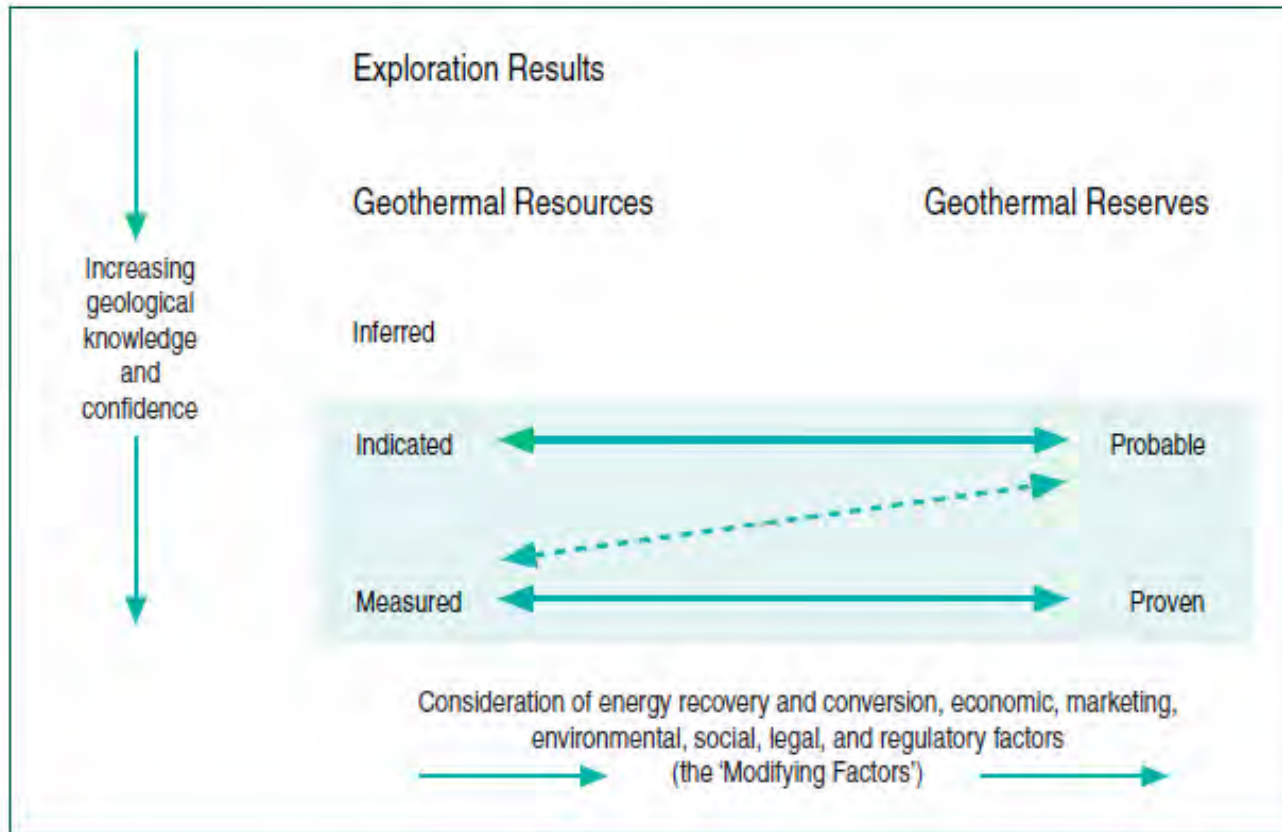 Exploration Results
Geothermal Resources
Geothermal Reserves
Increasing
geological
knowledge
and
confidence
Inferred
Indicated
Probable
Measured
Proven
Consideration of energy recovery and conversion, economic, marketing,
environmental, social, legal, and regulatory factors
(the ‘Modifying Factors’)